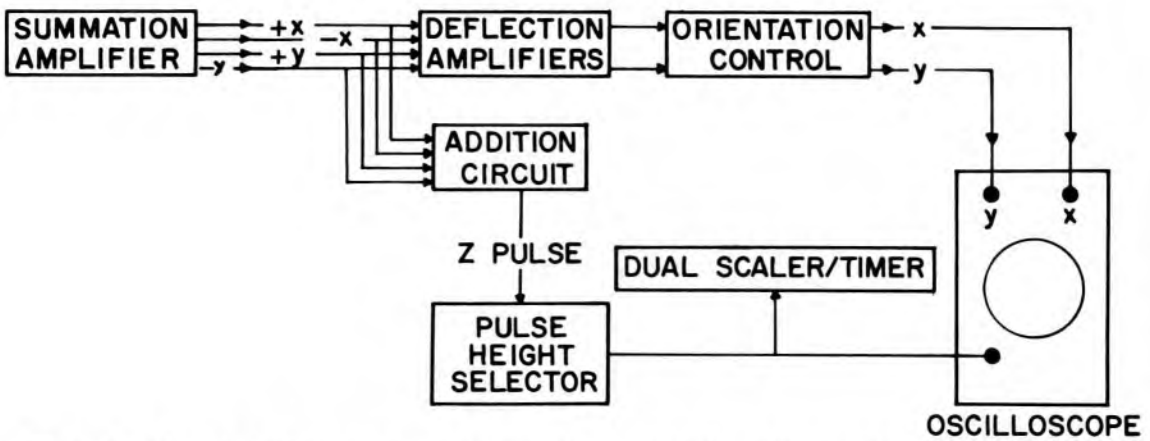 SUMMATION
AMPLIFIER
+x
-x
+y
-y
DEFLECTION
AMPLIFIERS
ORIENTATION
CONTROL
x
y
ADDITION
CIRCUIT
Z PULSE
PULSE
HEIGHT
SELECTOR
DUAL SCALER/TIMER
y
x
OSCILLOSCOPE